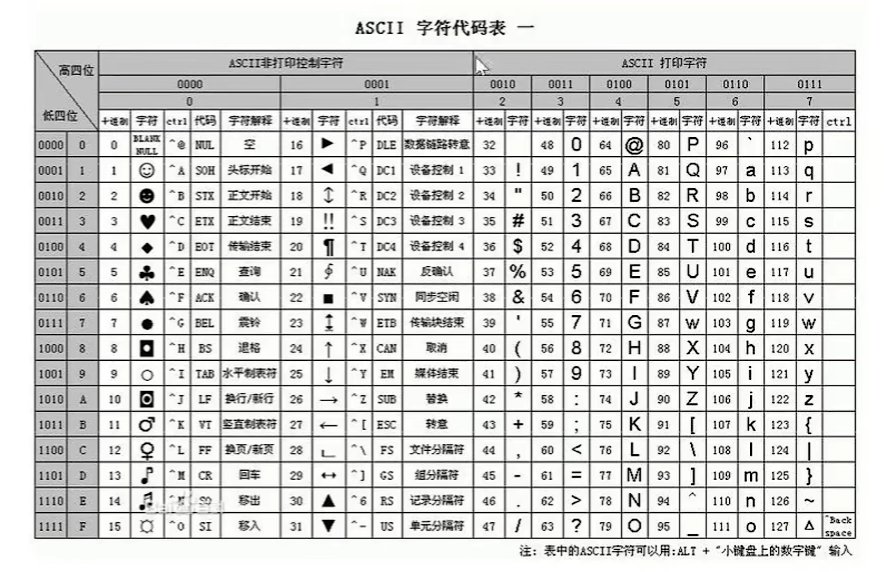 ASCII 字符代码表 一
高四位 ASCII非打印控制字符 ASCII 打印字符
0000 0001 0010 0011 0100 0101 0110 0111
低四位 0 1 2 3 4 5 6 7
十进制 字符 ctrl 代码 字符解释 十进制 字符 ctrl 代码 字符解释 十进制 字符 十进制 字符 十进制 字符 十进制 字符 十进制 字符 十进制 字符 ctrl
0000 0 0 BLANK NULL ^@ NUL 空 16 ► ^P DLE 数据链路转意 32 48 0 64 @ 80 P 96 ` 112 p
0001 1 1 ☺ ^A SOH 头标开始 17 ◄ ^Q DC1 设备控制 1 33 ! 49 1 65 A 81 Q 97 a 113 q
0010 2 2 ☻ ^B STX 正文开始 18 ↕ ^R DC2 设备控制 2 34 " 50 2 66 B 82 R 98 b 114 r
0011 3 3 ♥ ^C ETX 正文结束 19 ‼ ^S DC3 设备控制 3 35 # 51 3 67 C 83 S 99 c 115 s
0100 4 4 ♦ ^D EOT 传输结束 20 ¶ ^T DC4 设备控制 4 36 $ 52 4 68 D 84 T 100 d 116 t
0101 5 5 ♣ ^E ENQ 查询 21 ∮ ^U NAK 反确认 37 % 53 5 69 E 85 U 101 e 117 u
0110 6 6 ♠ ^F ACK 确认 22 ■ ^V SYN 同步空闲 38 & 54 6 70 F 86 V 102 f 118 v
0111 7 7 ● ^G BEL 震铃 23 ↨ ^W ETB 传输块结束 39 ' 55 7 71 G 87 w 103 g 119 w
1000 8 8 ◘ ^H BS 退格 24 ↑ ^X CAN 取消 40 ( 56 8 72 H 88 X 104 h 120 x
1001 9 9 ○ ^I TAB 水平制表符 25 ↓ ^Y EM 媒体结束 41 ) 57 9 73 I 89 Y 105 i 121 y
1010 A 10 ◙ ^J LF 换行/新行 26 → ^Z SUB 替换 42 * 58 : 74 J 90 Z 106 j 122 z
1011 B 11 ♂ ^K VT 竖直制表符 27 ← ^[ ESC 转意 43 + 59 ; 75 K 91 [ 107 k 123 {
1100 C 12 ♀ ^L FF 换页/新页 28 ∟ ^\ FS 文件分隔符 44 , 60 < 76 L 92 \ 108 l 124 |
1101 D 13 ♪ ^M CR 回车 29 ↔ ^] GS 组分隔符 45 - 61 = 77 M 93 ] 109 m 125 }
1110 E 14 ♫ ^N SO 移出 30 ▲ ^6 RS 记录分隔符 46 . 62 > 78 N 94 ^ 110 n 126 ~
1111 F 15 ☼ ^O SI 移入 31 ▼ ^- US 单元分隔符 47 / 63 ? 79 O 95 _ 111 o 127 Δ ^Back space
注：表中的ASCII字符可以用:ALT + "小键盘上的数字键" 输入